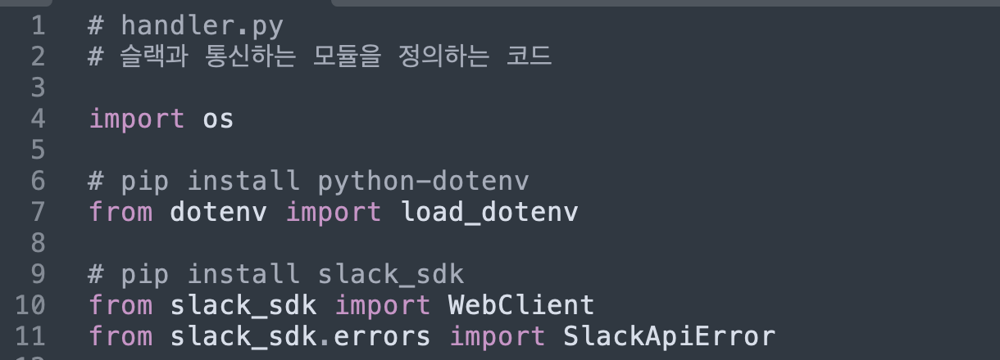 1 # handler.py
2 # 슬랙과 통신하는 모듈을 정의하는 코드
3
4 import os
5
6 # pip install python-dotenv
7 from dotenv import load_dotenv
8
9 # pip install slack_sdk
10 from slack_sdk import WebClient
11 from slack_sdk.errors import SlackApiError